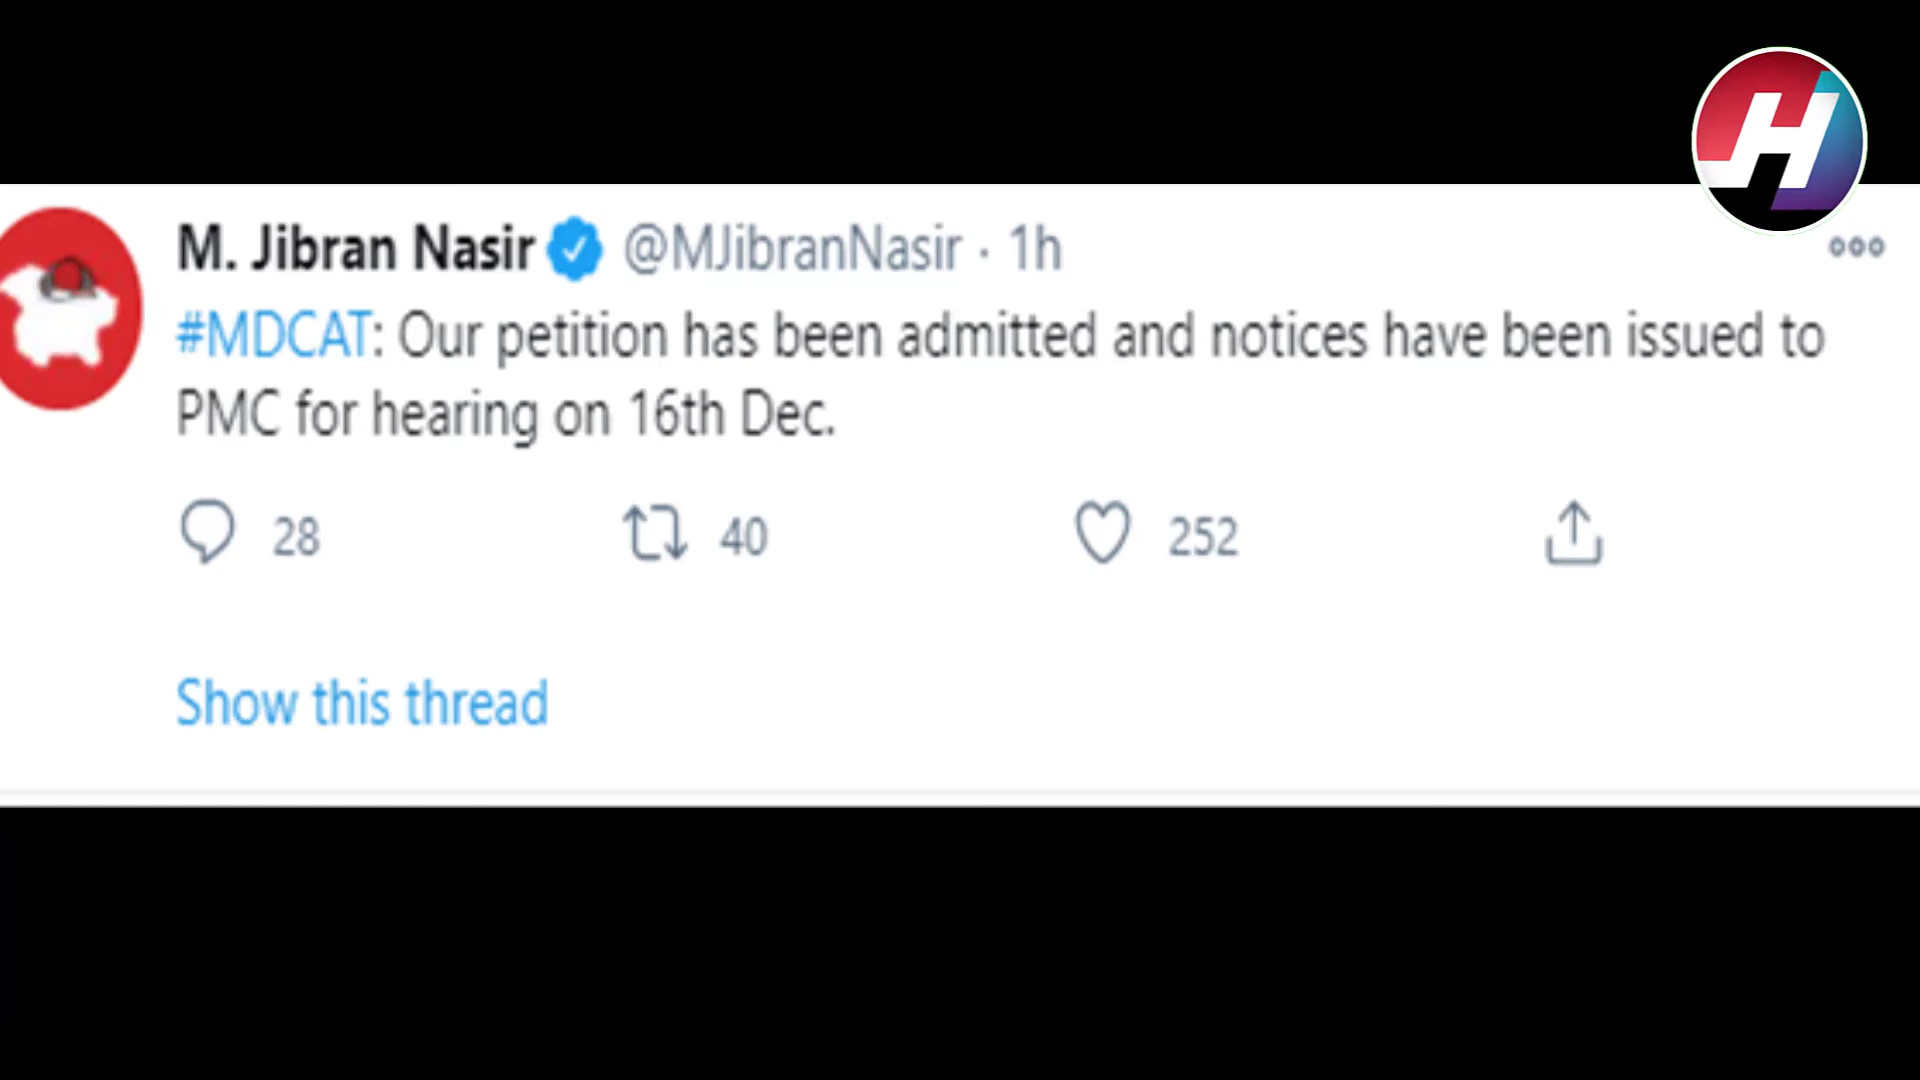 H
M. Jibran Nasir @MJibranNasir · 1h
#MDCAT: Our petition has been admitted and notices have been issued to
PMC for hearing on 16th Dec.
28 40 252
Show this thread